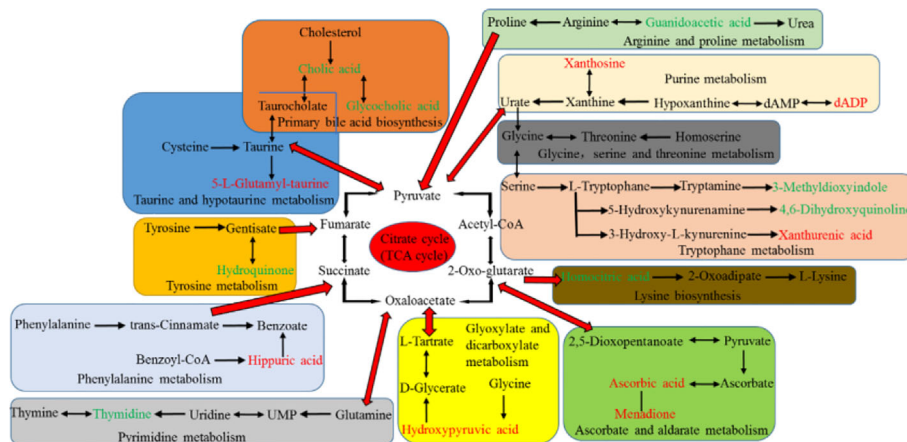 Proline Arginine Guanidoacetic acid Urea
Arginine and proline metabolism
Cholesterol
Cholic acid
Taurocholate Glycocholic acid
Primary bile acid biosynthesis
Xanthosine
Purine metabolism
Urate Xanthine Hypoxanthine dAMP dADP
Cysteine Taurine
5-L-Glutamyl-taurine
Taurine and hypotaurine metabolism
Glycine Threonine Homoserine
Glycine, serine and threonine metabolism
Serine L-Tryptophane Tryptamine 3-Methyldioxyindole
5-Hydroxykynurenamine 4,6-Dihydroxyquinoline
3-Hydroxy-L-kynurenine Xanthurenic acid
Tryptophane metabolism
Pyruvate
Fumarate Acetyl-CoA
Citrate cycle
(TCA cycle)
Succinate 2-Oxo-glutarate
Oxaloacetate
Tyrosine Gentisate
Hydroquinone
Tyrosine metabolism
Homocitric acid 2-Oxoadipate L-Lysine
Lysine biosynthesis
Phenylalanine trans-Cinnamate Benzoate
Benzoyl-CoA Hippuric acid
Phenylalanine metabolism
L-Tartrate Glyoxylate and
dicarboxylate
metabolism
D-Glycerate Glycine
Hydroxypyruvic acid
2,5-Dioxopentanoate Pyruvate
Ascorbic acid Ascorbate
Menadione
Ascorbate and aldarate metabolism
Thymine Thymidine Uridine UMP Glutamine
Pyrimidine metabolism